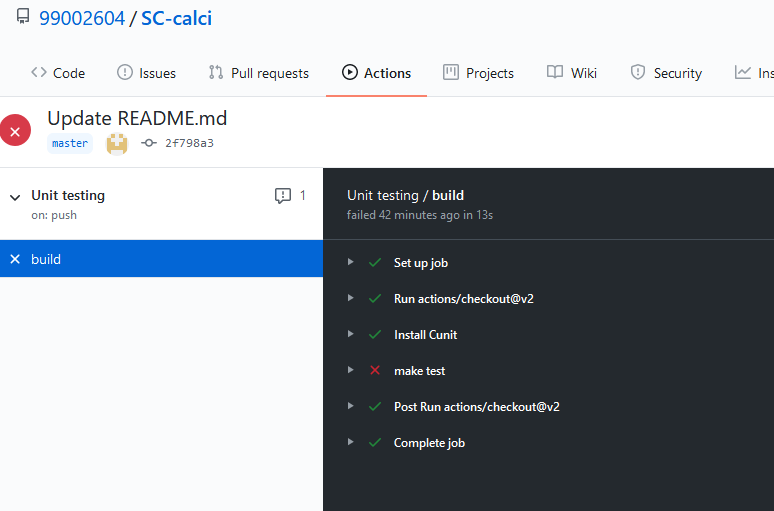 99002604 / SC-calci
Code Issues Pull requests Actions Projects Wiki Security Ins
Update README.md
master 2f798a3
Unit testing 1
on: push
build
Unit testing / build
failed 42 minutes ago in 13s
Set up job
Run actions/checkout@v2
Install Cunit
make test
Post Run actions/checkout@v2
Complete job